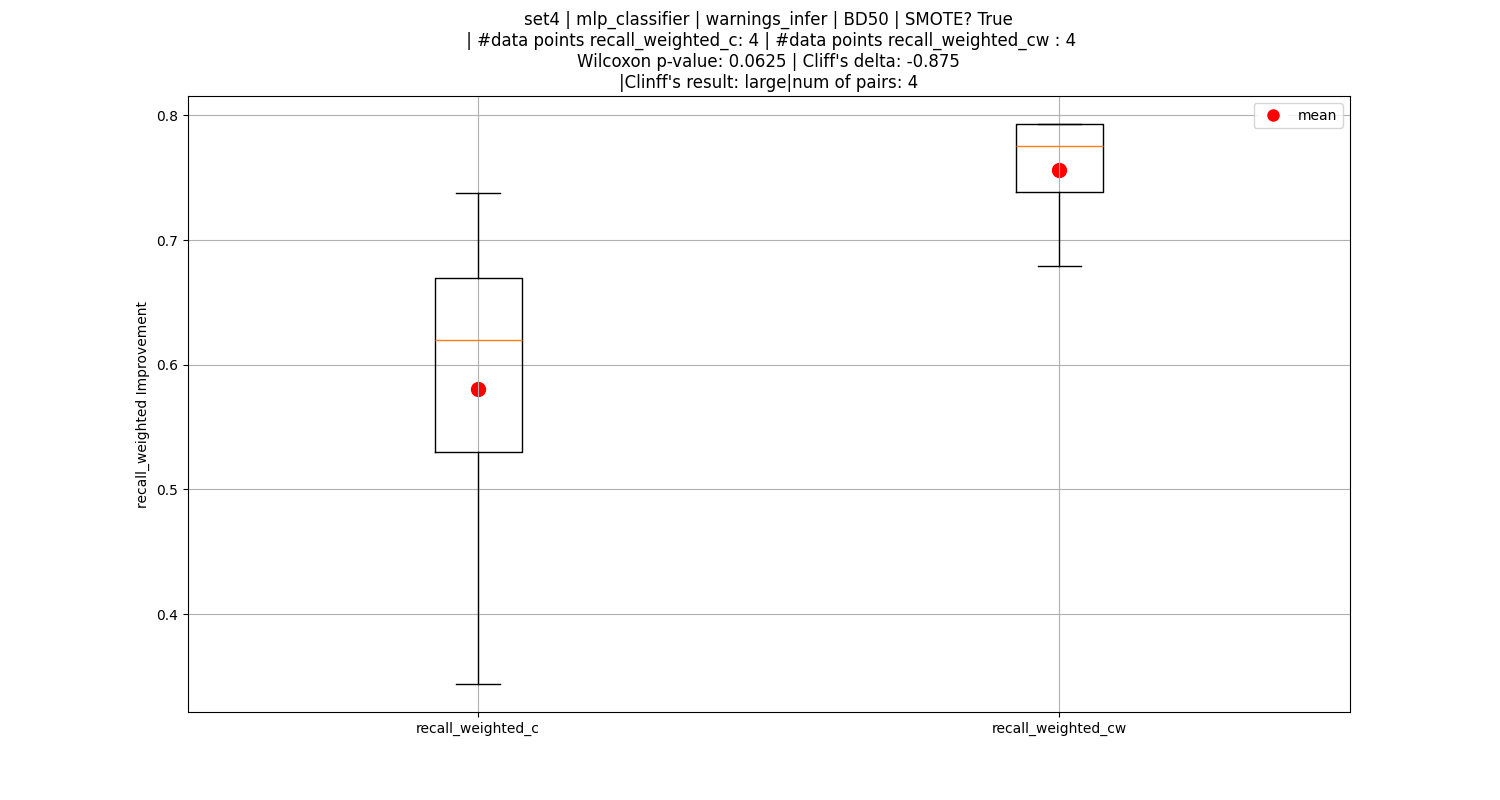 set4 | mlp_classifier | warnings_infer | BD50 | SMOTE? True
| #data points recall_weighted_c: 4 | #data points recall_weighted_cw : 4
Wilcoxon p-value: 0.0625 | Cliff's delta: -0.875
|Clinff's result: large|num of pairs: 4
mean
0.8
0.7
0.6
0.5
0.4
recall_weighted Improvement
recall_weighted_c
recall_weighted_cw